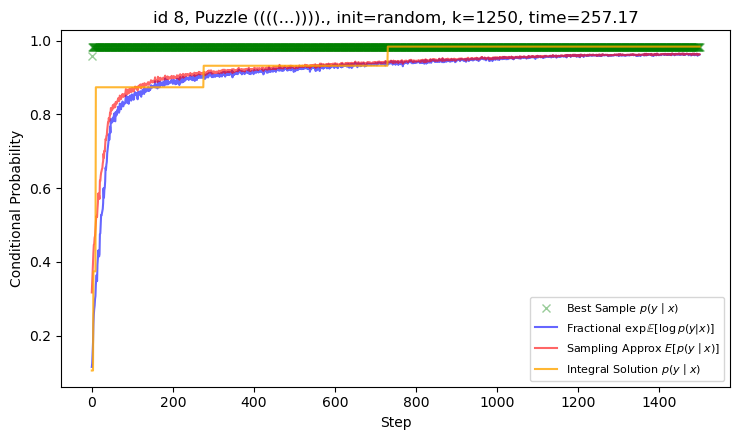 id 8, Puzzle ((((...))))., init=random, k=1250, time=257.17
Conditional Probability
1.0
0.8
0.6
0.4
0.2
Best Sample p(y | x)
Fractional exp𝔼[log p(y|x)]
Sampling Approx E[p(y | x)]
Integral Solution p(y | x)
0 200 400 600 800 1000 1200 1400
Step